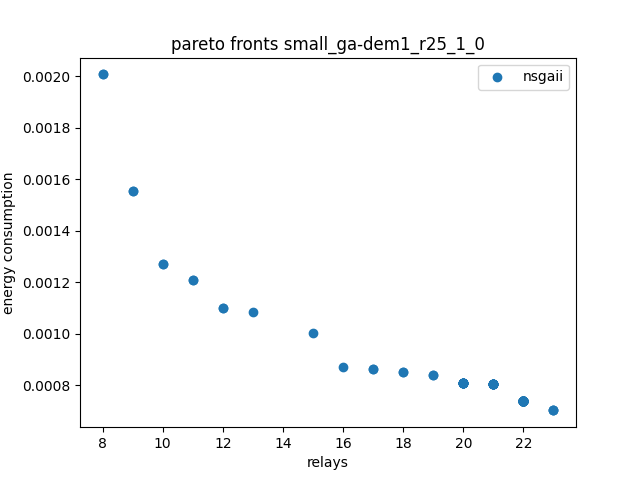 pareto fronts small_ga-dem1_r25_1_0
nsgaii
0.0020
0.0018
0.0016
0.0014
0.0012
0.0010
0.0008
energy consumption
8 10 12 14 16 18 20 22
relays